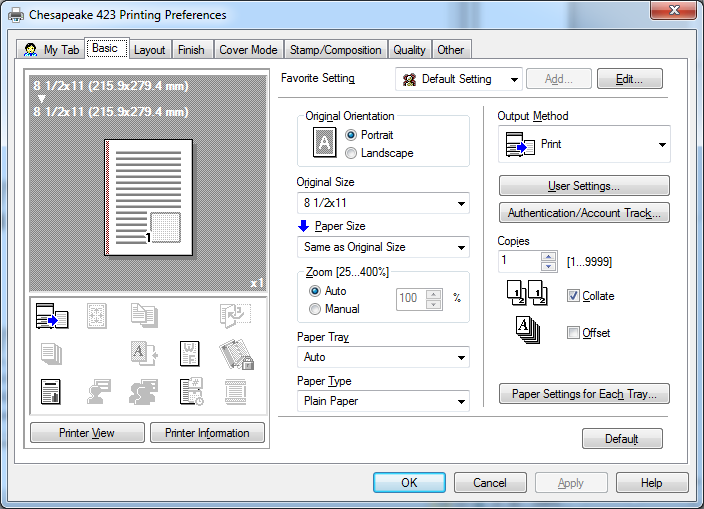 Chesapeake 423 Printing Preferences
My Tab Basic Layout Finish Cover Mode Stamp/Composition Quality Other
8 1/2x11 (215.9x279.4 mm)
8 1/2x11 (215.9x279.4 mm)
1
x1
Printer View Printer Information
Favorite Setting Default Setting Add... Edit...
Original Orientation
A Portrait
Landscape
Original Size
8 1/2x11
Paper Size
Same as Original Size
Zoom [25...400%]
Auto
100 %
Manual
Paper Tray
Auto
Paper Type
Plain Paper
Output Method
Print
User Settings...
Authentication/Account Track...
Copies
1 [1...9999]
Collate
Offset
Paper Settings for Each Tray...
Default
OK Cancel Apply Help